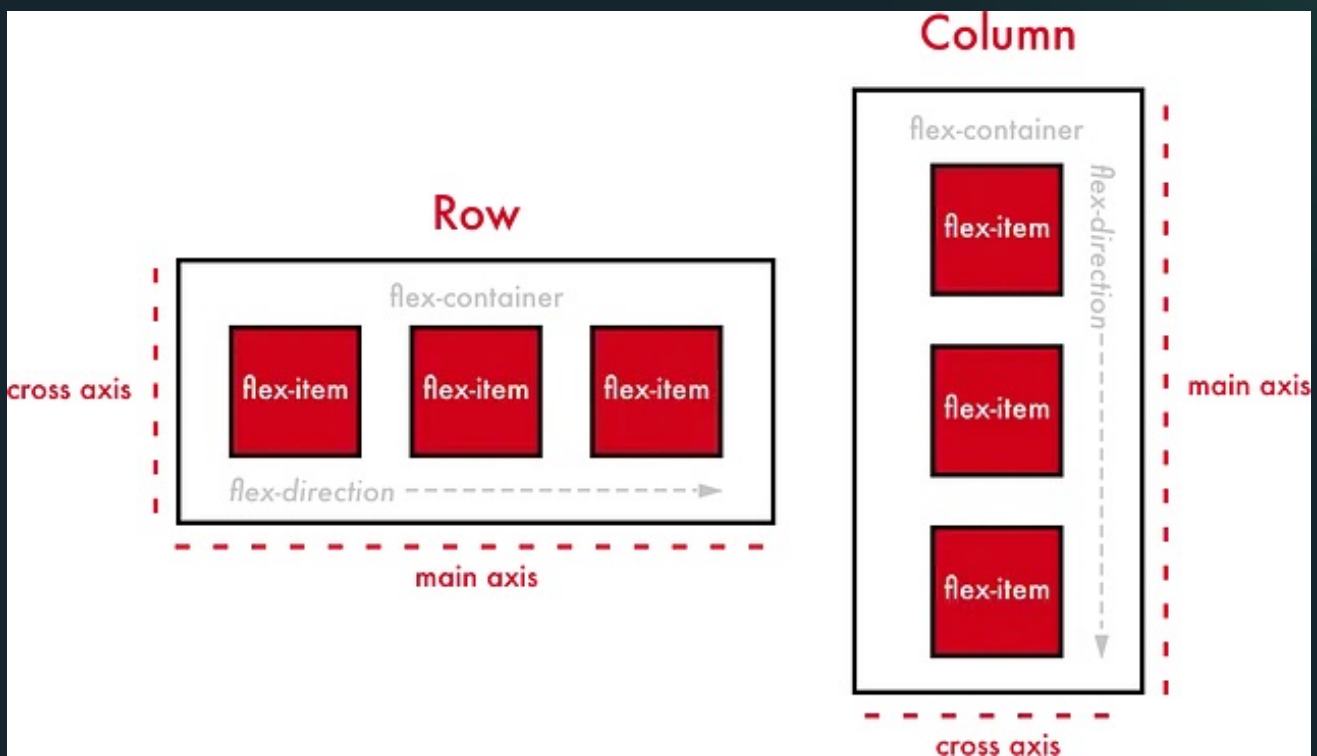 Row
flex-container
flex-item
flex-item
flex-item
flex-direction
cross axis
main axis
Column
flex-container
flex-direction
flex-item
flex-item
flex-item
main axis
cross axis